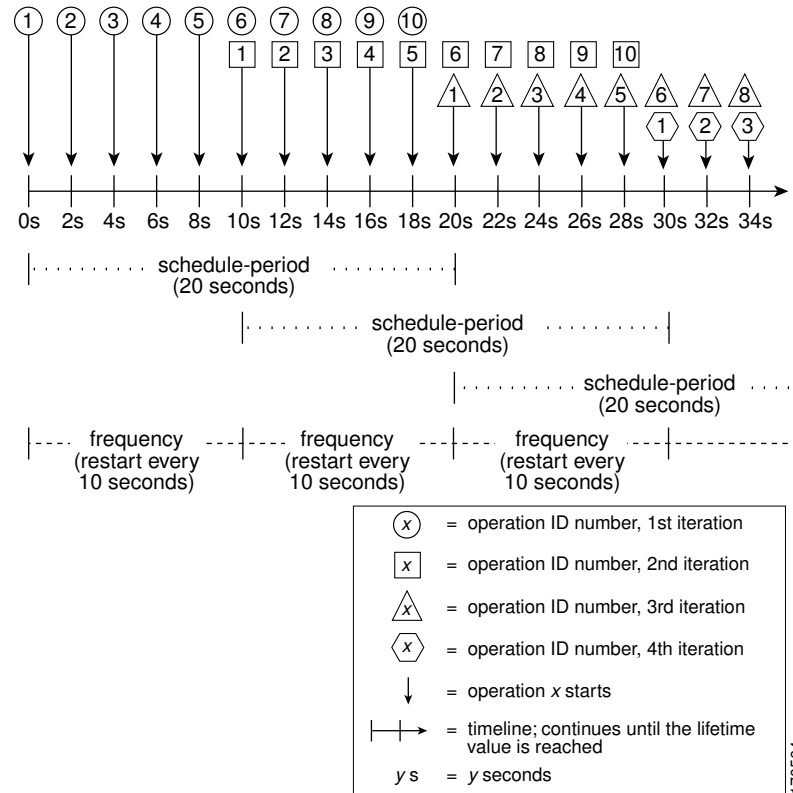 1 2 3 4 5 6 7 8 9 10
1 2 3 4 5 6 7 8 9 10
1 2 3 4 5 6 7 8
1 2 3
0s 2s 4s 6s 8s 10s 12s 14s 16s 18s 20s 22s 24s 26s 28s 30s 32s 34s
schedule-period
(20 seconds)
schedule-period
(20 seconds)
schedule-period
(20 seconds)
frequency
(restart every
10 seconds)
frequency
(restart every
10 seconds)
frequency
(restart every
10 seconds)
x = operation ID number, 1st iteration
x = operation ID number, 2nd iteration
x = operation ID number, 3rd iteration
x = operation ID number, 4th iteration
= operation x starts
= timeline; continues until the lifetime
value is reached
y s = y seconds